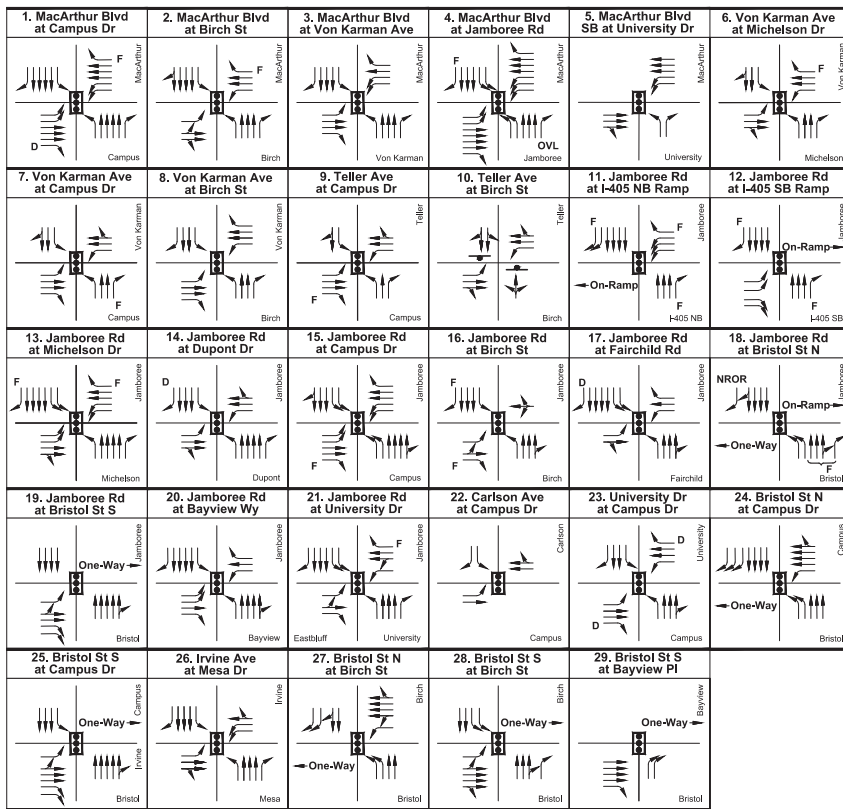 1. MacArthur Blvd
at Campus Dr
F
MacArthur
D
Campus
2. MacArthur Blvd
at Birch St
F
MacArthur
Birch
3. MacArthur Blvd
at Von Karman Ave
MacArthur
Von Karman
4. MacArthur Blvd
at Jamboree Rd
F
MacArthur
OVL
Jamboree
5. MacArthur Blvd
SB at University Dr
MacArthur
University
6. Von Karman Ave
at Michelson Dr
F
Von Karman
Michelson
7. Von Karman Ave
at Campus Dr
Von Karman
F
Campus
8. Von Karman Ave
at Birch St
Von Karman
Birch
9. Teller Ave
at Campus Dr
Teller
F
Campus
10. Teller Ave
at Birch St
Teller
Birch
11. Jamboree Rd
at I-405 NB Ramp
F
F
Jamboree
On-Ramp
F
I-405 NB
12. Jamboree Rd
at I-405 SB Ramp
F
Jamboree
On-Ramp
F
I-405 SB
13. Jamboree Rd
at Michelson Dr
F
F
Jamboree
Michelson
14. Jamboree Rd
at Dupont Dr
D
Jamboree
Dupont
15. Jamboree Rd
at Campus Dr
Jamboree
F
Campus
16. Jamboree Rd
at Birch St
F
Jamboree
F
Birch
17. Jamboree Rd
at Fairchild Rd
D
Jamboree
Fairchild
18. Jamboree Rd
at Bristol St N
NROR
Jamboree
On-Ramp
One-Way
F
Bristol
19. Jamboree Rd
at Bristol St S
Jamboree
One-Way
Bristol
20. Jamboree Rd
at Bayview Wy
Jamboree
Bayview
21. Jamboree Rd
at University Dr
F
Jamboree
Eastbluff
University
22. Carlson Ave
at Campus Dr
Carlson
Campus
23. University Dr
at Campus Dr
D
University
D
Campus
24. Bristol St N
at Campus Dr
Campus
One-Way
Bristol
25. Bristol St S
at Campus Dr
Campus
One-Way
Irvine
Bristol
26. Irvine Ave
at Mesa Dr
Irvine
Mesa
27. Bristol St N
at Birch St
Birch
One-Way
Bristol
28. Bristol St S
at Birch St
Birch
One-Way
Bristol
29. Bristol St S
at Bayview Pl
Bayview
One-Way
Bristol